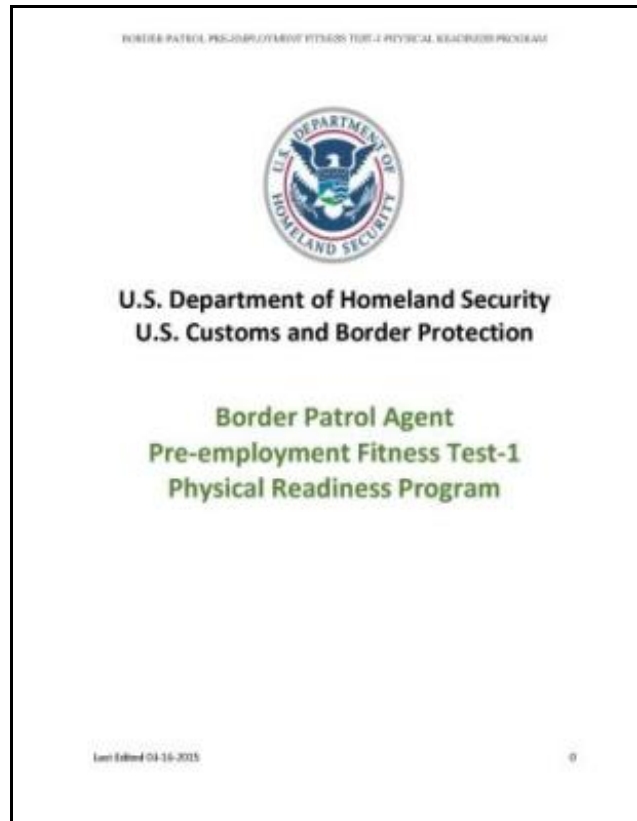 BORDER PATROL PRE-EMPLOYMENT FITNESS TEST-1 PHYSICAL READINESS PROGRAM
U.S. DEPARTMENT OF
HOMELAND SECURITY
U.S. Department of Homeland Security
U.S. Customs and Border Protection
Border Patrol Agent
Pre-employment Fitness Test-1
Physical Readiness Program
Last Edited 03-16-2015 0